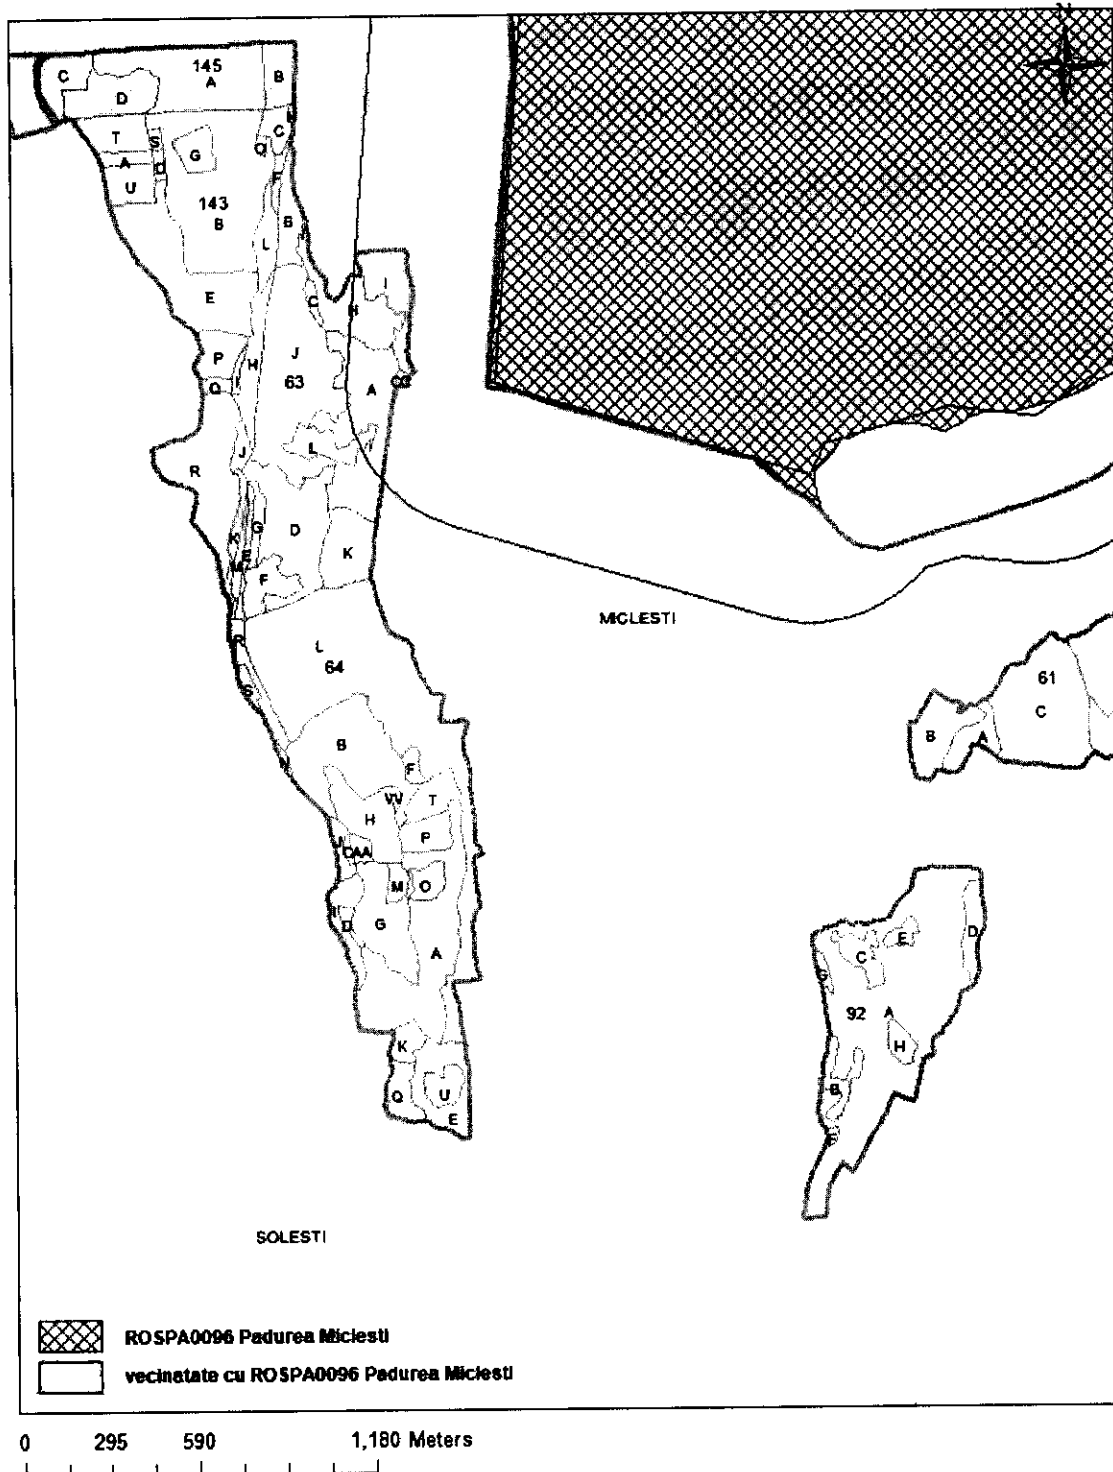 N
145
C
A
B
D
T
S
C
A
D
G
Q
U
143
B
F
B
L
E
C
I
H
P
H
J
63
A
Q
I
L
J
R
G
D
K
K
E
M
F
MICLESTI
R
L
64
S
61
C
B
A
B
F
T
H
P
J
C AA
M
O
I
D
G
A
E
D
C
G
92
A
H
K
B
Q
U
E
F
SOLESTI
ROSPA0096 Padurea Miclesti
vecinatate cu ROSPA0096 Padurea Miclesti
0 295 590 1,180 Meters